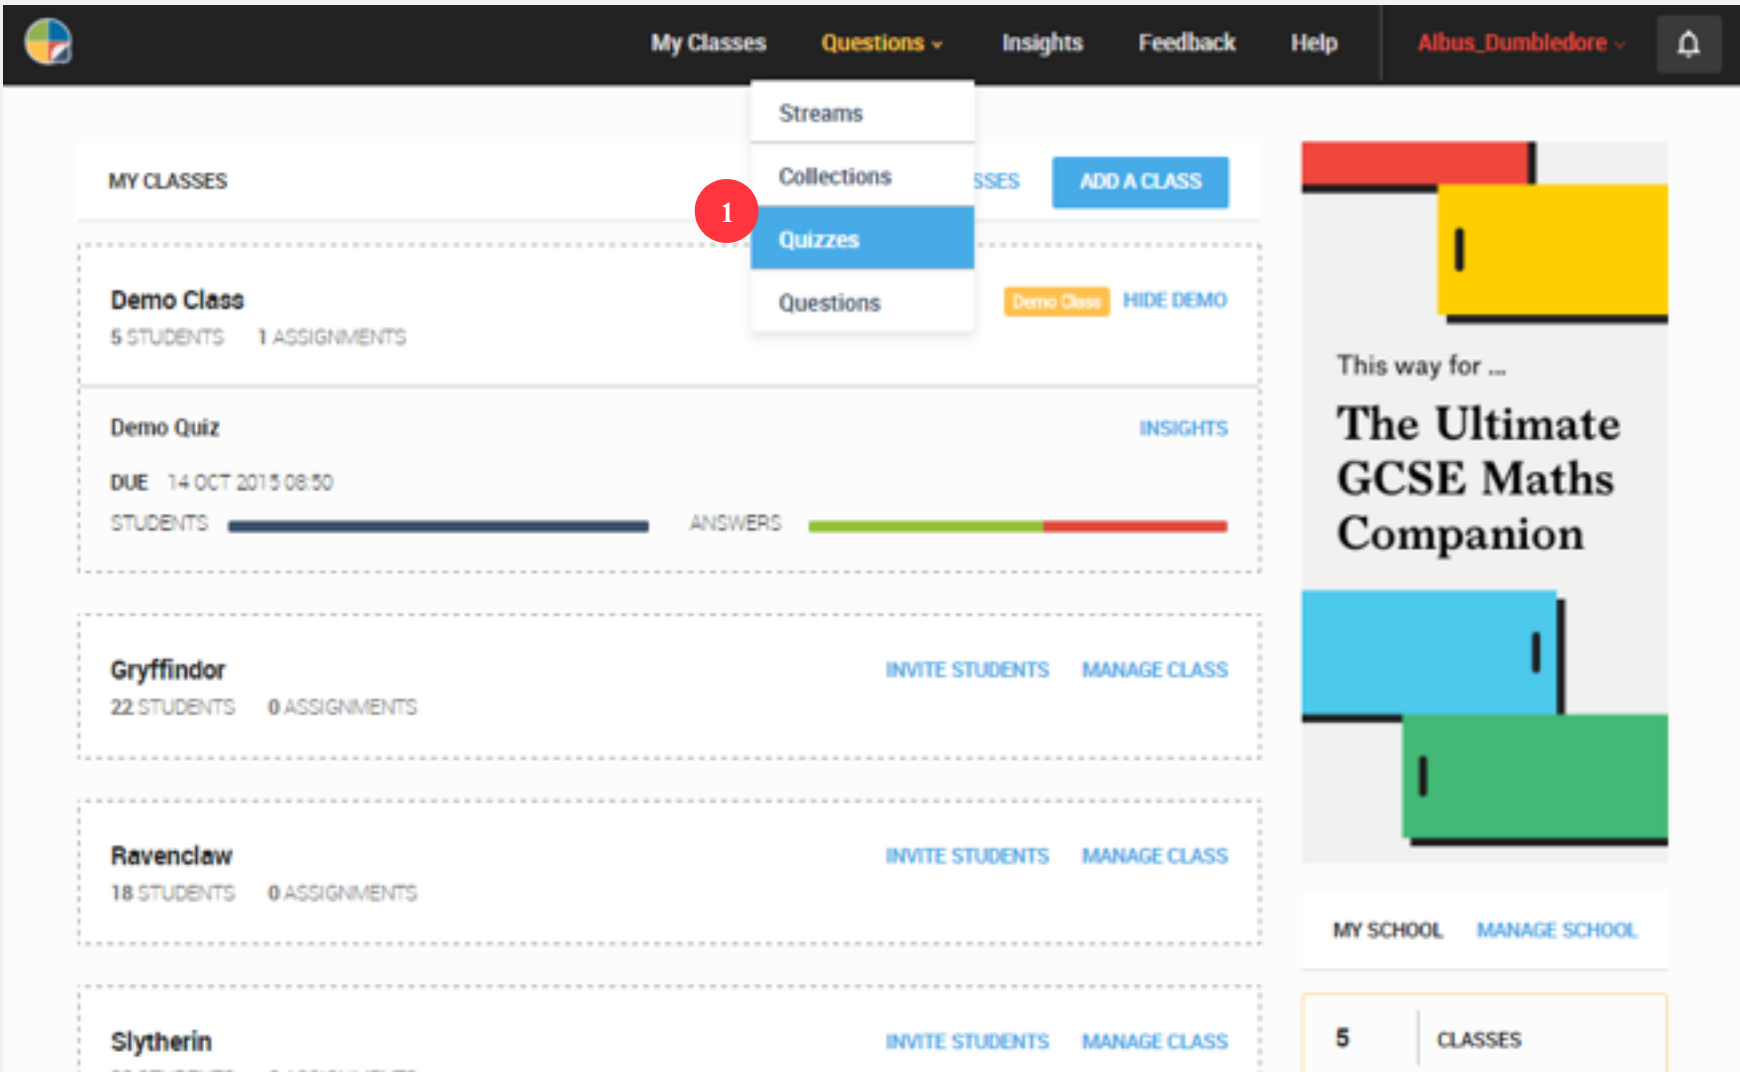 My Classes Questions Insights Feedback Help Albus_Dumbledore
Streams
Collections
Quizzes
Questions
1
MY CLASSES ADD A CLASS
Demo Class Demo Class HIDE DEMO
5 STUDENTS 1 ASSIGNMENTS
Demo Quiz INSIGHTS
DUE 14 OCT 2015 08:50
STUDENTS ANSWERS
Gryffindor INVITE STUDENTS MANAGE CLASS
22 STUDENTS 0 ASSIGNMENTS
Ravenclaw INVITE STUDENTS MANAGE CLASS
18 STUDENTS 0 ASSIGNMENTS
Slytherin INVITE STUDENTS MANAGE CLASS
This way for ...
The Ultimate
GCSE Maths
Companion
MY SCHOOL MANAGE SCHOOL
5 CLASSES